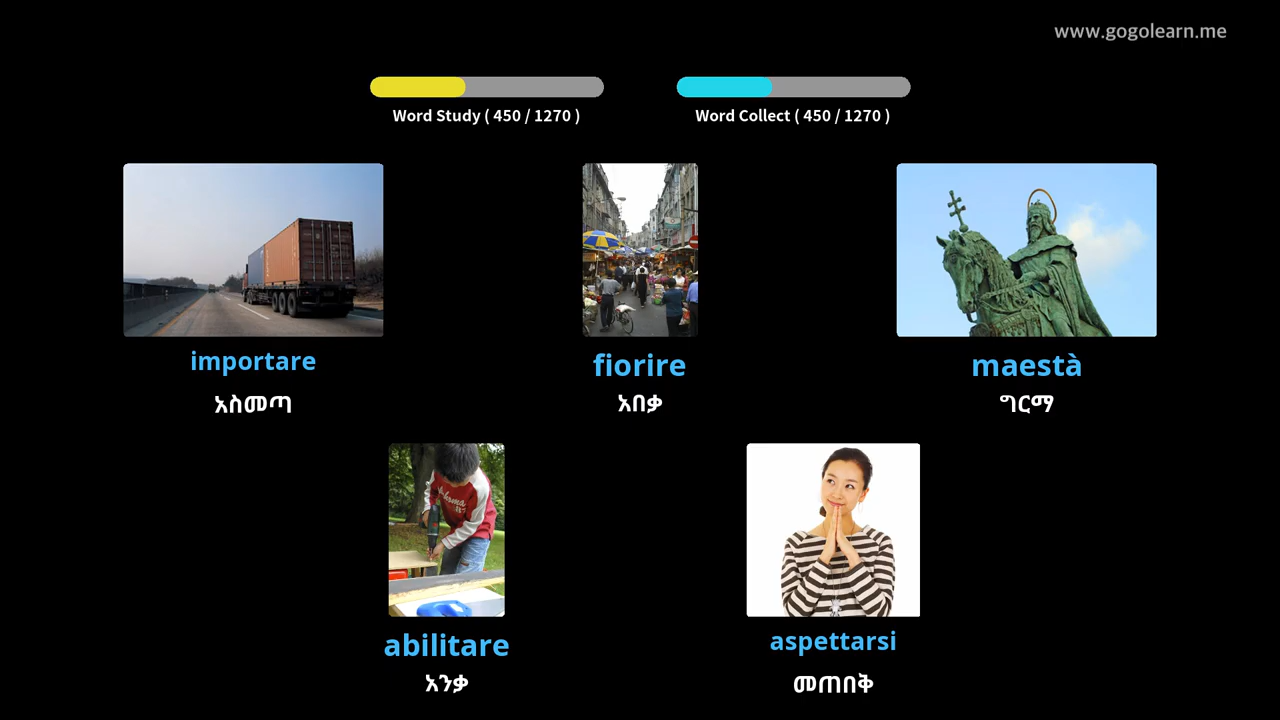 www.gogolearn.me
Word Study ( 450 / 1270 )
Word Collect ( 450 / 1270 )
importare
አስመጣ
fiorire
አበቃ
maestà
ግርማ
abilitare
አንቃ
aspettarsi
መጠበቅ